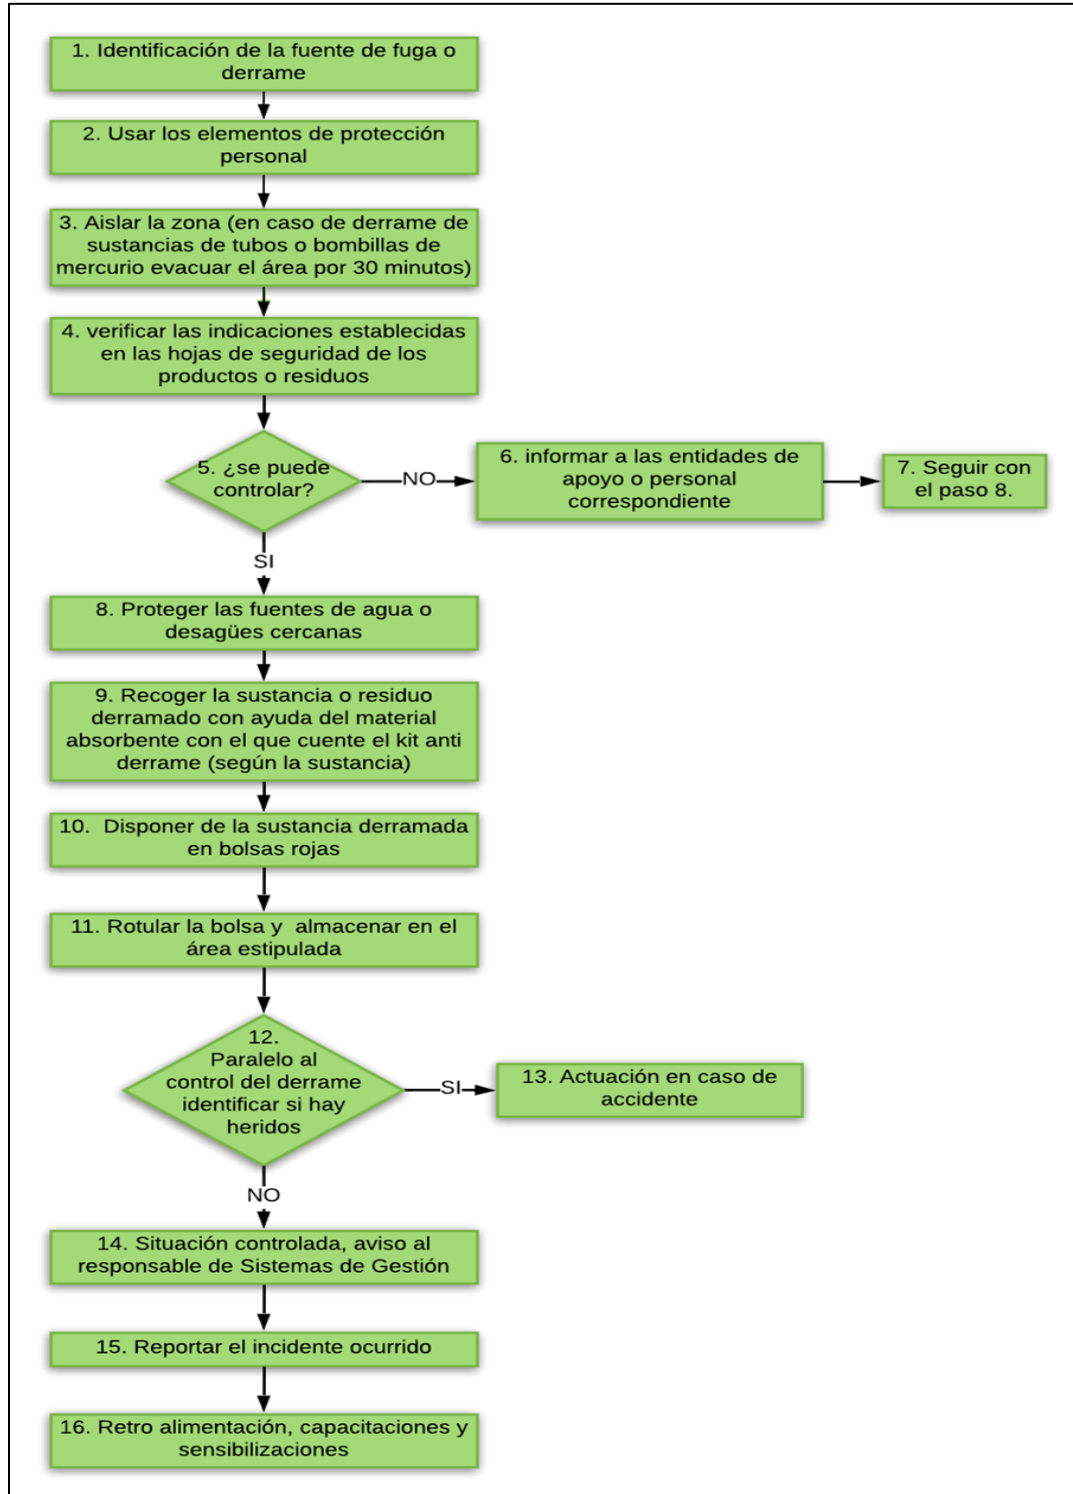 1. Identificación de la fuente de fuga o
derrame
2. Usar los elementos de protección
personal
3. Aislar la zona (en caso de derrame de
sustancias de tubos o bombillas de
mercurio evacuar el área por 30 minutos)
4. verificar las indicaciones establecidas
en las hojas de seguridad de los
productos o residuos
5. ¿se puede
controlar?
NO
6. informar a las entidades de
apoyo o personal
correspondiente
7. Seguir con
el paso 8.
SI
8. Proteger las fuentes de agua o
desagües cercanas
9. Recoger la sustancia o residuo
derramado con ayuda del material
absorbente con el que cuente el kit anti
derrame (según la sustancia)
10. Disponer de la sustancia derramada
en bolsas rojas
11. Rotular la bolsa y almacenar en el
área estipulada
12.
Paralelo al
control del derrame
identificar si hay
heridos
SI
13. Actuación en caso de
accidente
NO
14. Situación controlada, aviso al
responsable de Sistemas de Gestión
15. Reportar el incidente ocurrido
16. Retro alimentación, capacitaciones y
sensibilizaciones